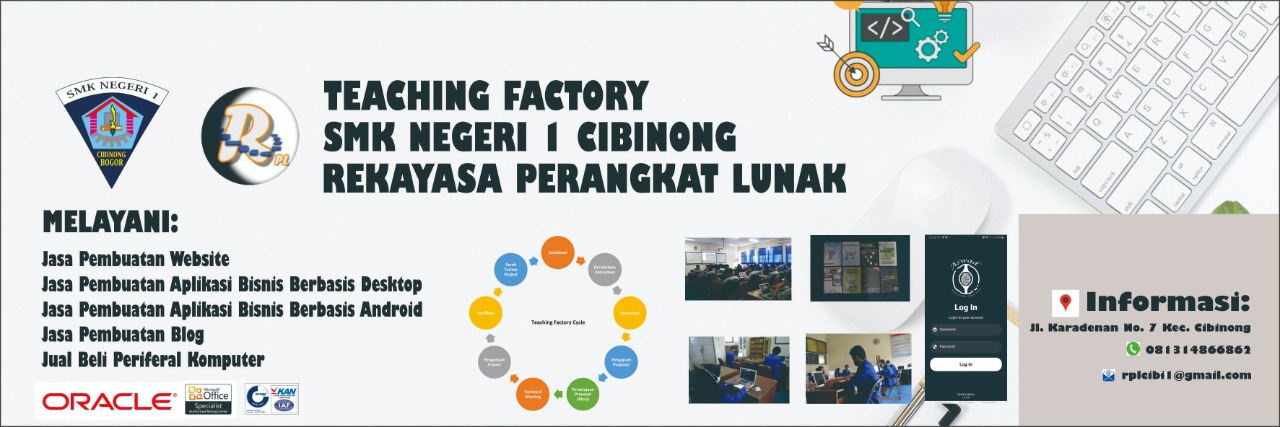 SMK NEGERI 1
CIBINONG
BOGOR
R
PL
TEACHING FACTORY
SMK NEGERI 1 CIBINONG
REKAYASA PERANGKAT LUNAK
</>
MELAYANI:
Jasa Pembuatan Website
Jasa Pembuatan Aplikasi Bisnis Berbasis Desktop
Jasa Pembuatan Aplikasi Bisnis Berbasis Android
Jasa Pembuatan Blog
Jual Beli Periferal Komputer
ORACLE
Microsoft
Office
Specialist
KAN
IAF
Teaching Factory Cycle
Sosialisasi
Konsultasi
Pengajuan
Proposal
Persetujuan
Proposal
(MoU)
Technical
Meeting
Pengerjaan
Project
Verifikasi
Serah
Terima
Project
Log In
Login to your account
Username
Password
Log In
Informasi:
Jl. Karadenan No. 7 Kec. Cibinong
081314866862
rplcibi1@gmail.com